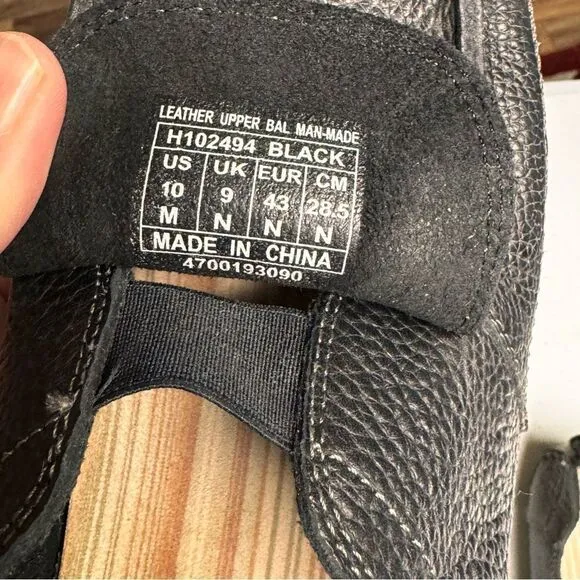 LEATHER UPPER BAL MAN-MADE
H102494 BLACK
US UK EUR CM
10 9 43 28.5
M N N N
MADE IN CHINA
4700193090